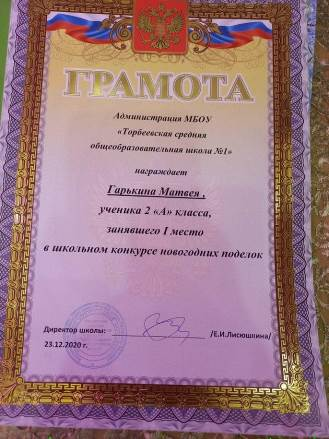 ГРАМОТА
Администрация МБОУ
«Торбеевская средняя
общеобразовательная школа №1»
награждает
Гарькина Матвея ,
ученика 2 «А» класса,
занявшего I место
в школьном конкурсе новогодних поделок
Директор школы: /Е.И.Лисюшкина/
23.12.2020 г.